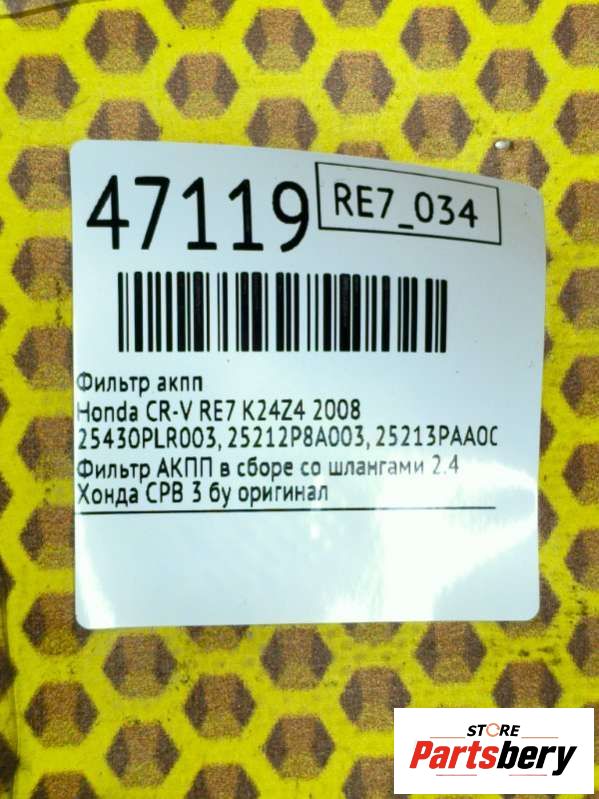 47119
RE7_034
Фильтр акпп
Honda CR-V RE7 K24Z4 2008
25430PLR003, 25212P8A003, 25213PAA0C
Фильтр АКПП в сборе со шлангами 2.4
Хонда СРВ 3 бу оригинал
STORE
Partsbery